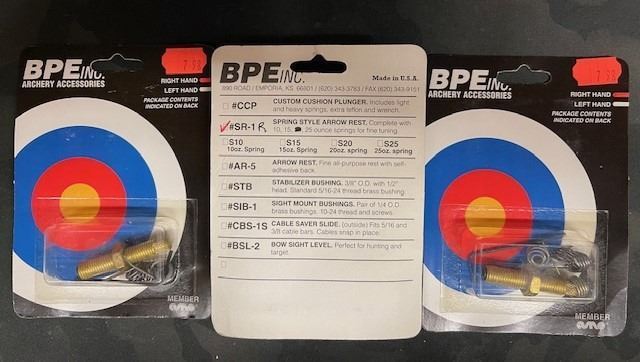 7.98
BPE INC.
ARCHERY ACCESSORIES
RIGHT HAND
LEFT HAND
PACKAGE CONTENTS
INDICATED ON BACK
MEMBER
amo
BPE INC.
Made in U.S.A.
890 ROAD / EMPORIA, KS 66801 / (620) 343-3783 / FAX (620) 343-9151
#CCP CUSTOM CUSHION PLUNGER. Includes light
and heavy springs, extra teflon and wrench.
✓ #SR-1 R, SPRING STYLE ARROW REST. Complete with
10, 15, 25 ounce springs for fine tuning
S10 S15 S20 S25
10oz. Spring 15oz. Spring 20oz. spring 25oz. spring
#AR-5 ARROW REST. Fine all-purpose rest with self-
adhesive back.
#STB STABILIZER BUSHING. 3/8" O.D. with 1/2"
head. Standard 5/16-24 thread brass bushing.
#SIB-1 SIGHT MOUNT BUSHINGS. Pair of 1/4 O.D.
brass bushings. 10-24 thread and screws.
#CBS-1S CABLE SAVER SLIDE. (outside) Fits 5/16 and
3/8 cable bars. Cables snap in place.
#BSL-2 BOW SIGHT LEVEL. Perfect for hunting and
target.
7.98
BPE INC.
ARCHERY ACCESSORIES
RIGHT HAND
LEFT HAND
PACKAGE CONTENTS
INDICATED ON BACK
MEMBER
amo